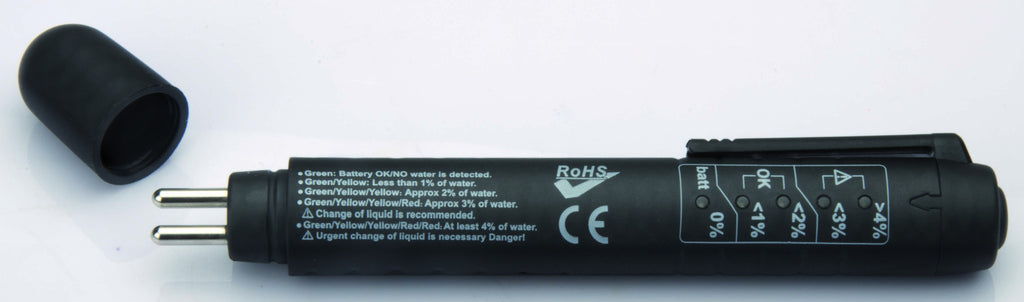 • Green: Battery OK/NO water is detected.
• Green/Yellow: Less than 1% of water.
• Green/Yellow/Yellow: Approx 2% of water.
• Green/Yellow/Yellow/Red: Approx 3% of water.
⚠ Change of liquid is recommended.
• Green/Yellow/Yellow/Red/Red: At least 4% of water.
⚠ Urgent change of liquid is necessary Danger!
RoHS
CE
batt
OK
⚠
0%
<1%
<2%
<3%
>4%